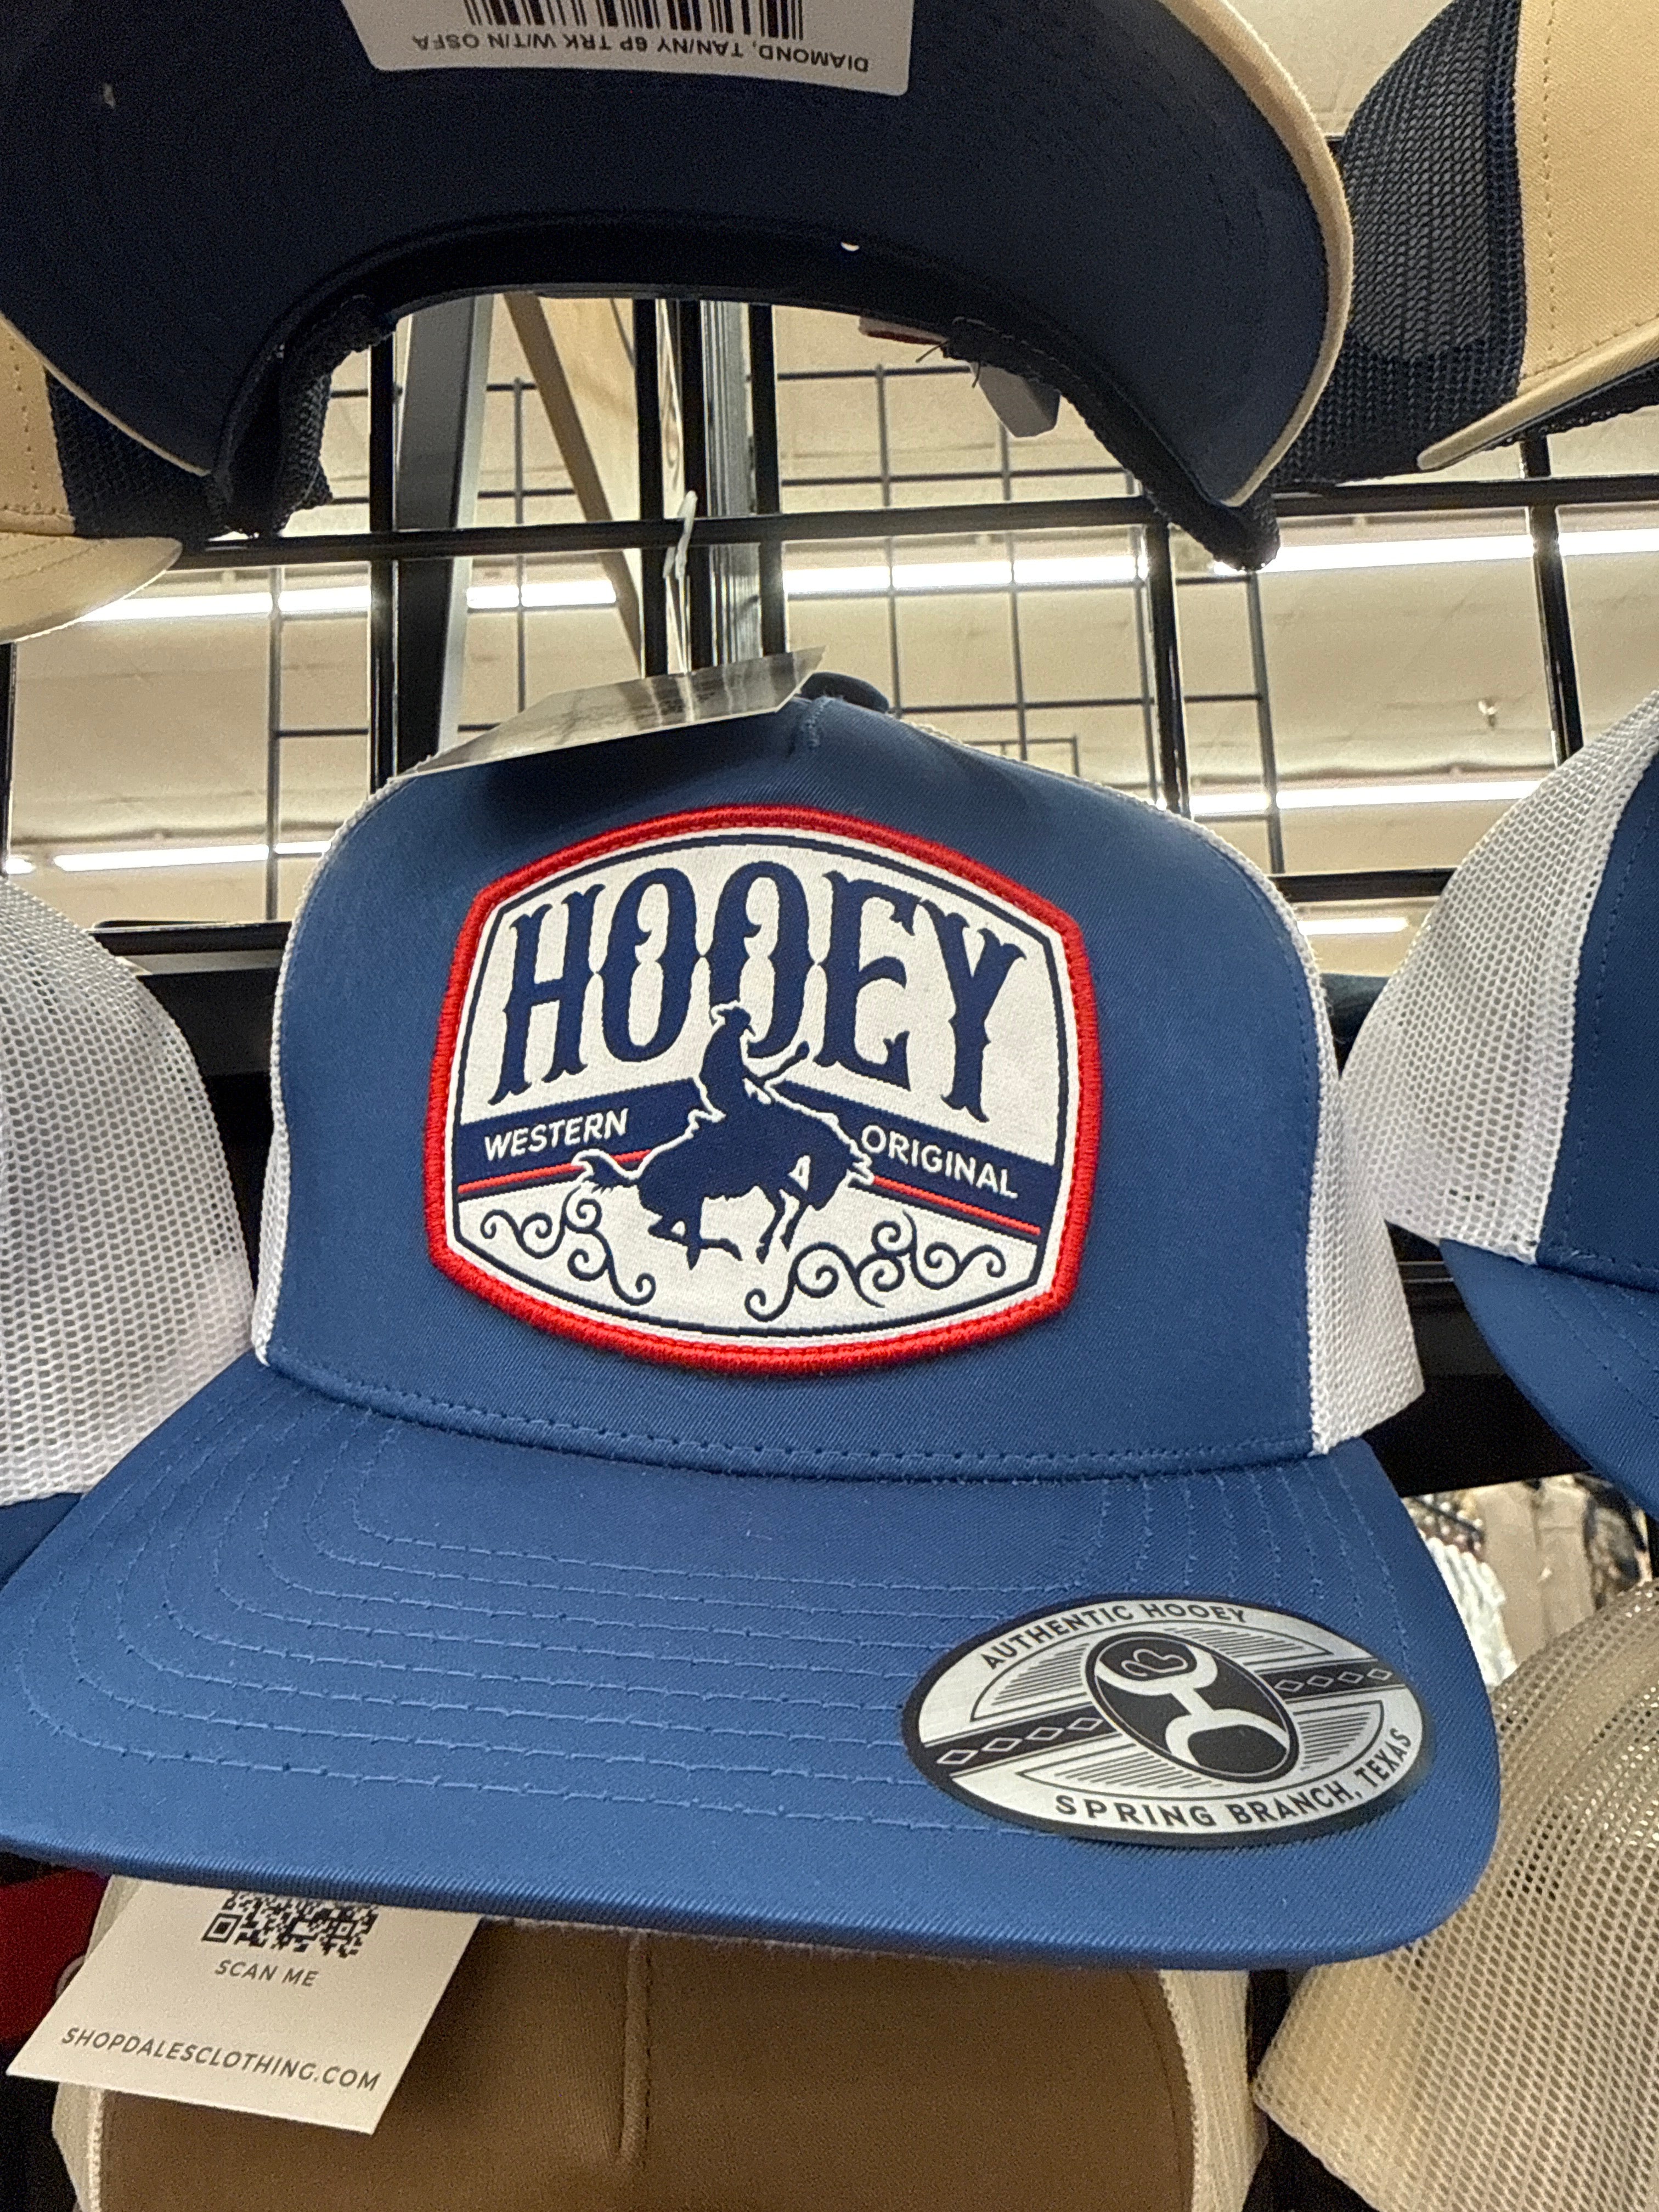 DIAMOND, TAN/NY 6P TRK W/T/N OSFA
HOOEY
WESTERN ORIGINAL
AUTHENTIC HOOEY
SPRING BRANCH, TEXAS
SCAN ME
SHOPDALESCLOTHING.COM